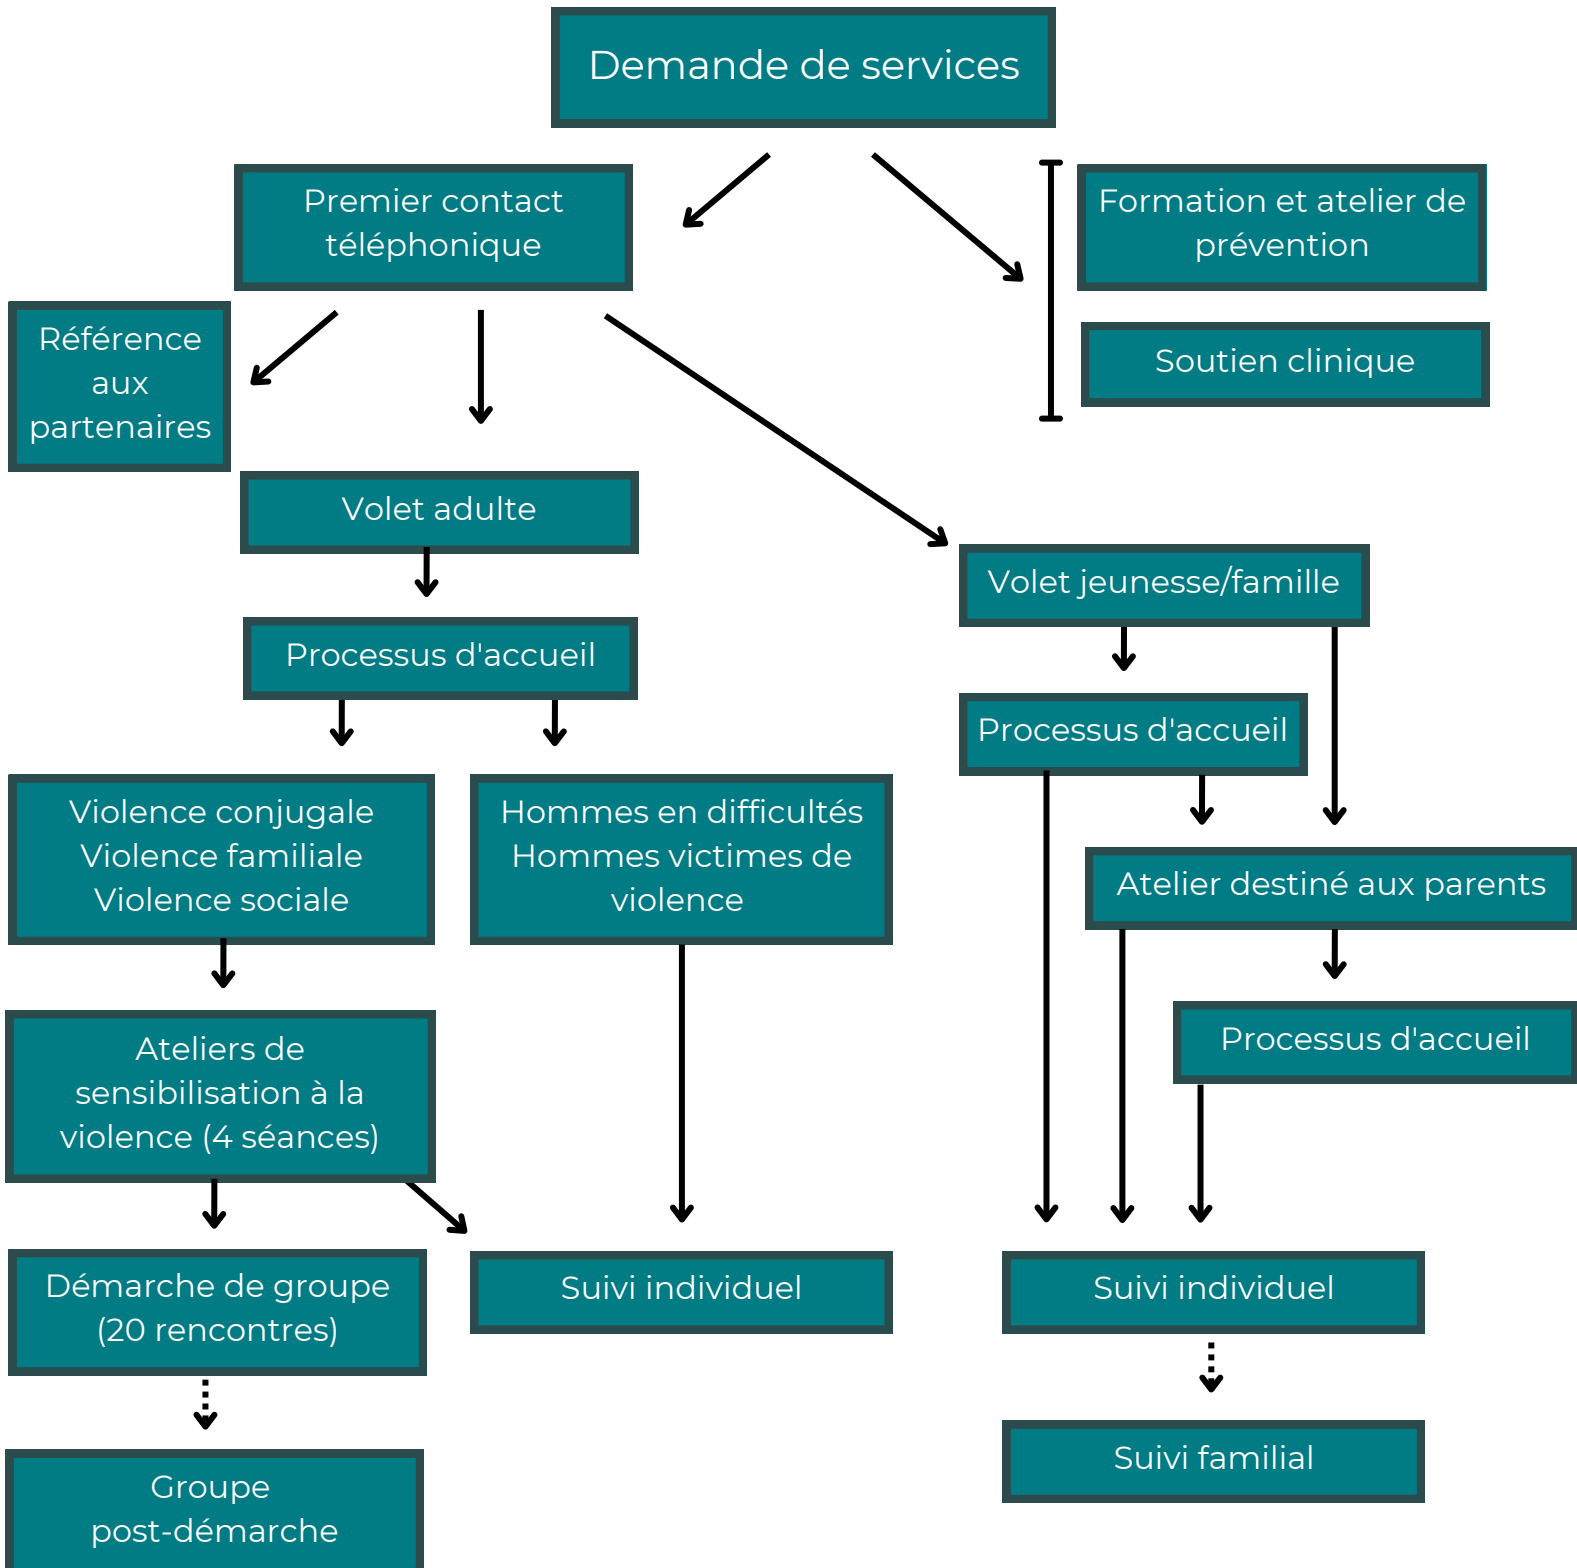 Demande de services
Premier contact
téléphonique
Formation et atelier de
prévention
Soutien clinique
Référence
aux
partenaires
Volet adulte
Volet jeunesse/famille
Processus d'accueil
Processus d'accueil
Violence conjugale
Violence familiale
Violence sociale
Hommes en difficultés
Hommes victimes de
violence
Atelier destiné aux parents
Processus d'accueil
Ateliers de
sensibilisation à la
violence (4 séances)
Démarche de groupe
(20 rencontres)
Suivi individuel
Suivi individuel
Suivi familial
Groupe
post-démarche